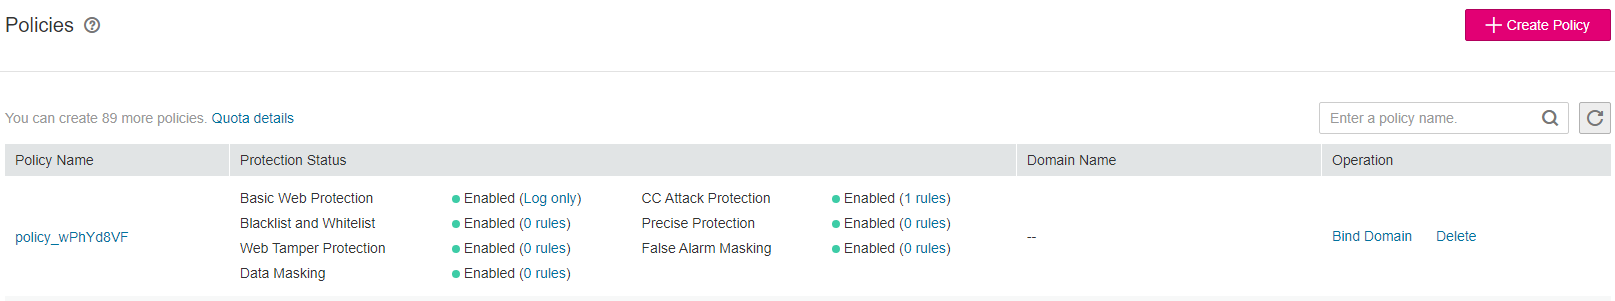 Policies ?
Create Policy
You can create 89 more policies. Quota details
Enter a policy name.
Policy Name Protection Status Domain Name Operation
Basic Web Protection Enabled (Log only) CC Attack Protection Enabled (1 rules)
Blacklist and Whitelist Enabled (0 rules) Precise Protection Enabled (0 rules)
policy_wPhYd8VF -- Bind Domain Delete
Web Tamper Protection Enabled (0 rules) False Alarm Masking Enabled (0 rules)
Data Masking Enabled (0 rules)